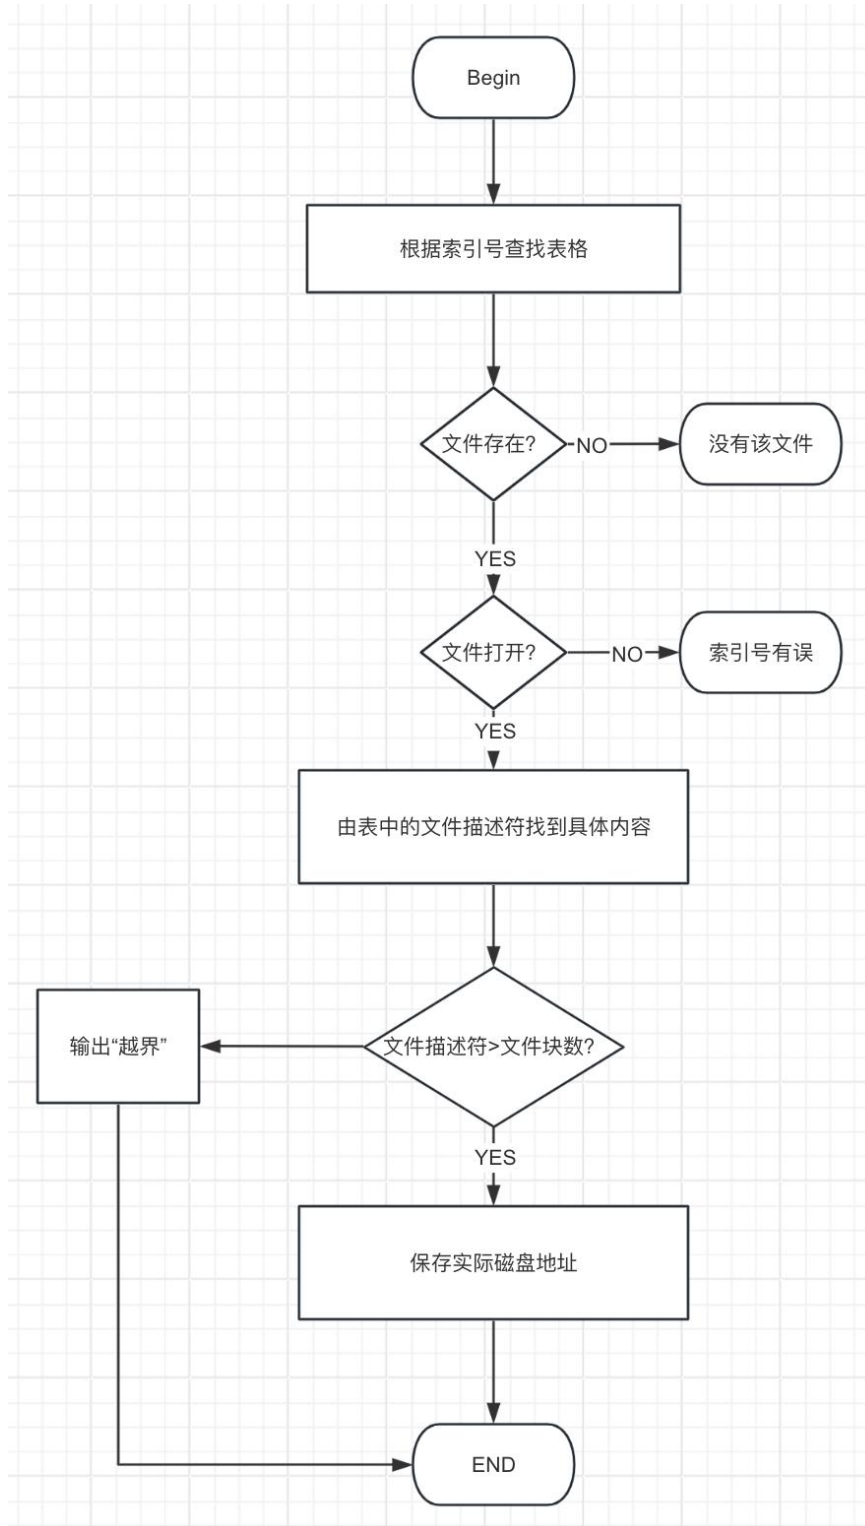 Begin
根据索引号查找表格
文件存在?
NO
没有该文件
YES
文件打开?
NO
索引号有误
YES
由表中的文件描述符找到具体内容
输出“越界”
文件描述符>文件块数?
YES
保存实际磁盘地址
END